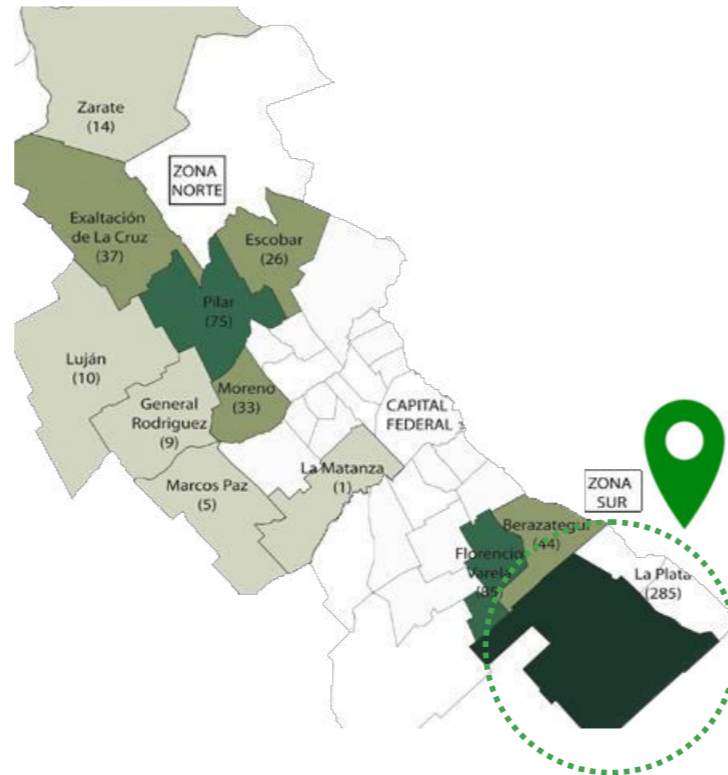 Zarate
(14)
ZONA
NORTE
Exaltación
de La Cruz
(37)
Escobar
(26)
Pilar
(75)
Luján
(10)
Moreno
(33)
General
Rodriguez
(9)
CAPITAL
FEDERAL
La Matanza
(1)
Marcos Paz
(5)
ZONA
SUR
Berazategui
(44)
Florencio
Varela
(85)
La Plata
(285)